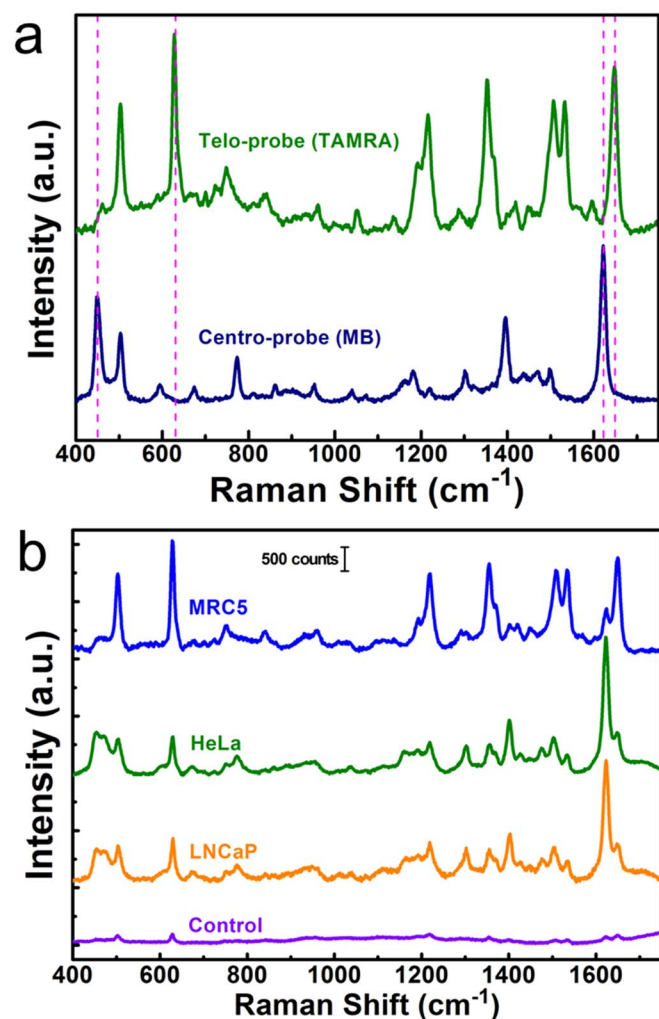 a
Telo-probe (TAMRA)
Centro-probe (MB)
Intensity (a.u.)
400 600 800 1000 1200 1400 1600
Raman Shift (cm⁻¹)
b
500 counts
MRC5
HeLa
LNCaP
Control
Intensity (a.u.)
400 600 800 1000 1200 1400 1600
Raman Shift (cm⁻¹)